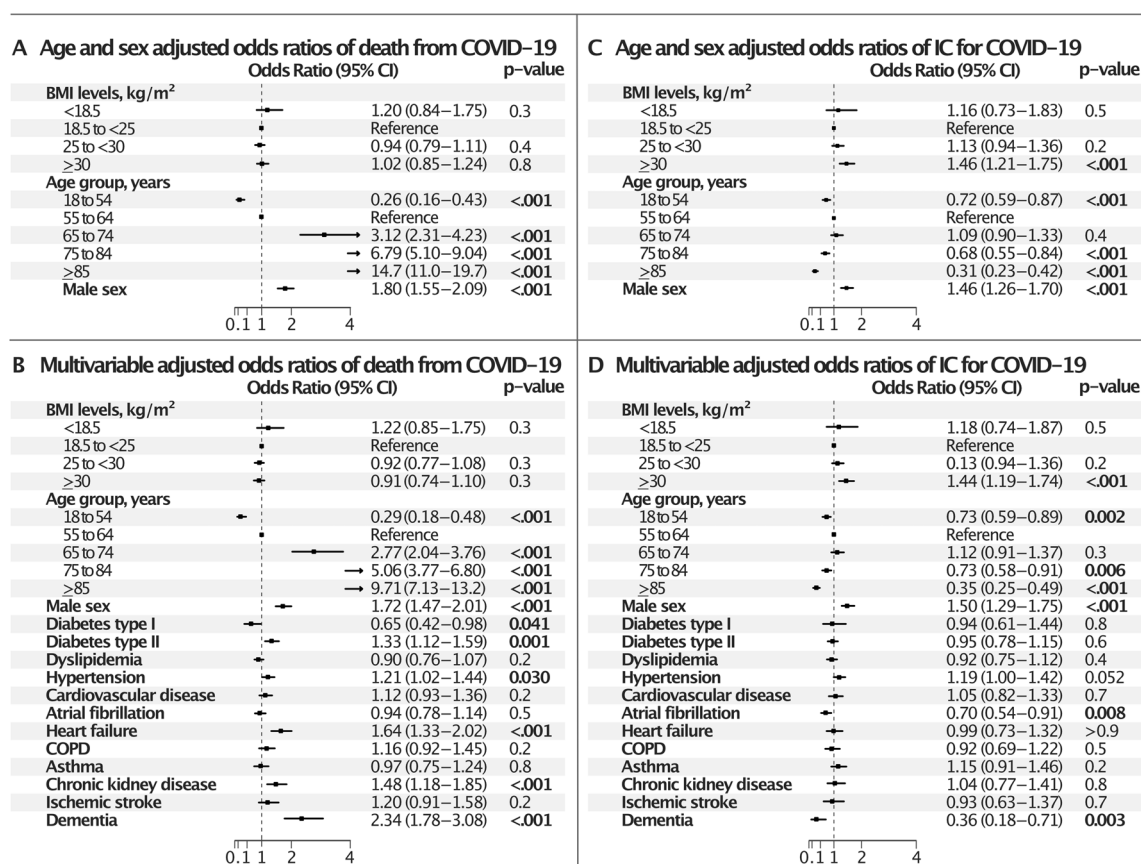 A Age and sex adjusted odds ratios of death from COVID−19
Odds Ratio (95% CI) p-value
BMI levels, kg/m²
<18.5 1.20 (0.84−1.75) 0.3
18.5 to <25 Reference
25 to <30 0.94 (0.79−1.11) 0.4
≥30 1.02 (0.85−1.24) 0.8
Age group, years
18 to 54 0.26 (0.16−0.43) <.001
55 to 64 Reference
65 to 74 3.12 (2.31−4.23) <.001
75 to 84 6.79 (5.10−9.04) <.001
≥85 14.7 (11.0−19.7) <.001
Male sex 1.80 (1.55−2.09) <.001
0.1 1 2 4
B Multivariable adjusted odds ratios of death from COVID−19
Odds Ratio (95% CI) p-value
BMI levels, kg/m²
<18.5 1.22 (0.85−1.75) 0.3
18.5 to <25 Reference
25 to <30 0.92 (0.77−1.08) 0.3
≥30 0.91 (0.74−1.10) 0.3
Age group, years
18 to 54 0.29 (0.18−0.48) <.001
55 to 64 Reference
65 to 74 2.77 (2.04−3.76) <.001
75 to 84 5.06 (3.77−6.80) <.001
≥85 9.71 (7.13−13.2) <.001
Male sex 1.72 (1.47−2.01) <.001
Diabetes type I 0.65 (0.42−0.98) 0.041
Diabetes type II 1.33 (1.12−1.59) 0.001
Dyslipidemia 0.90 (0.76−1.07) 0.2
Hypertension 1.21 (1.02−1.44) 0.030
Cardiovascular disease 1.12 (0.93−1.36) 0.2
Atrial fibrillation 0.94 (0.78−1.14) 0.5
Heart failure 1.64 (1.33−2.02) <.001
COPD 1.16 (0.92−1.45) 0.2
Asthma 0.97 (0.75−1.24) 0.8
Chronic kidney disease 1.48 (1.18−1.85) <.001
Ischemic stroke 1.20 (0.91−1.58) 0.2
Dementia 2.34 (1.78−3.08) <.001
0.1 1 2 4
C Age and sex adjusted odds ratios of IC for COVID−19
Odds Ratio (95% CI) p-value
BMI levels, kg/m²
<18.5 1.16 (0.73−1.83) 0.5
18.5 to <25 Reference
25 to <30 1.13 (0.94−1.36) 0.2
≥30 1.46 (1.21−1.75) <.001
Age group, years
18 to 54 0.72 (0.59−0.87) <.001
55 to 64 Reference
65 to 74 1.09 (0.90−1.33) 0.4
75 to 84 0.68 (0.55−0.84) <.001
≥85 0.31 (0.23−0.42) <.001
Male sex 1.46 (1.26−1.70) <.001
0.1 1 2 4
D Multivariable adjusted odds ratios of IC for COVID−19
Odds Ratio (95% CI) p-value
BMI levels, kg/m²
<18.5 1.18 (0.74−1.87) 0.5
18.5 to <25 Reference
25 to <30 0.13 (0.94−1.36) 0.2
≥30 1.44 (1.19−1.74) <.001
Age group, years
18 to 54 0.73 (0.59−0.89) 0.002
55 to 64 Reference
65 to 74 1.12 (0.91−1.37) 0.3
75 to 84 0.73 (0.58−0.91) 0.006
≥85 0.35 (0.25−0.49) <.001
Male sex 1.50 (1.29−1.75) <.001
Diabetes type I 0.94 (0.61−1.44) 0.8
Diabetes type II 0.95 (0.78−1.15) 0.6
Dyslipidemia 0.92 (0.75−1.12) 0.4
Hypertension 1.19 (1.00−1.42) 0.052
Cardiovascular disease 1.05 (0.82−1.33) 0.7
Atrial fibrillation 0.70 (0.54−0.91) 0.008
Heart failure 0.99 (0.73−1.32) >0.9
COPD 0.92 (0.69−1.22) 0.5
Asthma 1.15 (0.91−1.46) 0.2
Chronic kidney disease 1.04 (0.77−1.41) 0.8
Ischemic stroke 0.93 (0.63−1.37) 0.7
Dementia 0.36 (0.18−0.71) 0.003
0.1 1 2 4